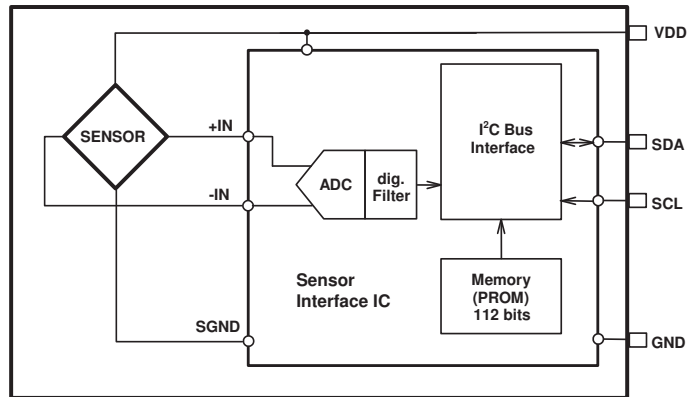 VDD
SENSOR
+IN
-IN
SGND
ADC
dig.
Filter
I²C Bus
Interface
SDA
SCL
Memory
(PROM)
112 bits
Sensor
Interface IC
GND